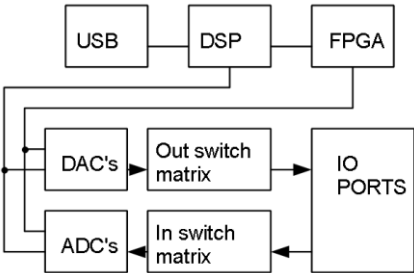 USB
DSP
FPGA
DAC's
Out switch
matrix
IO
PORTS
ADC's
In switch
matrix